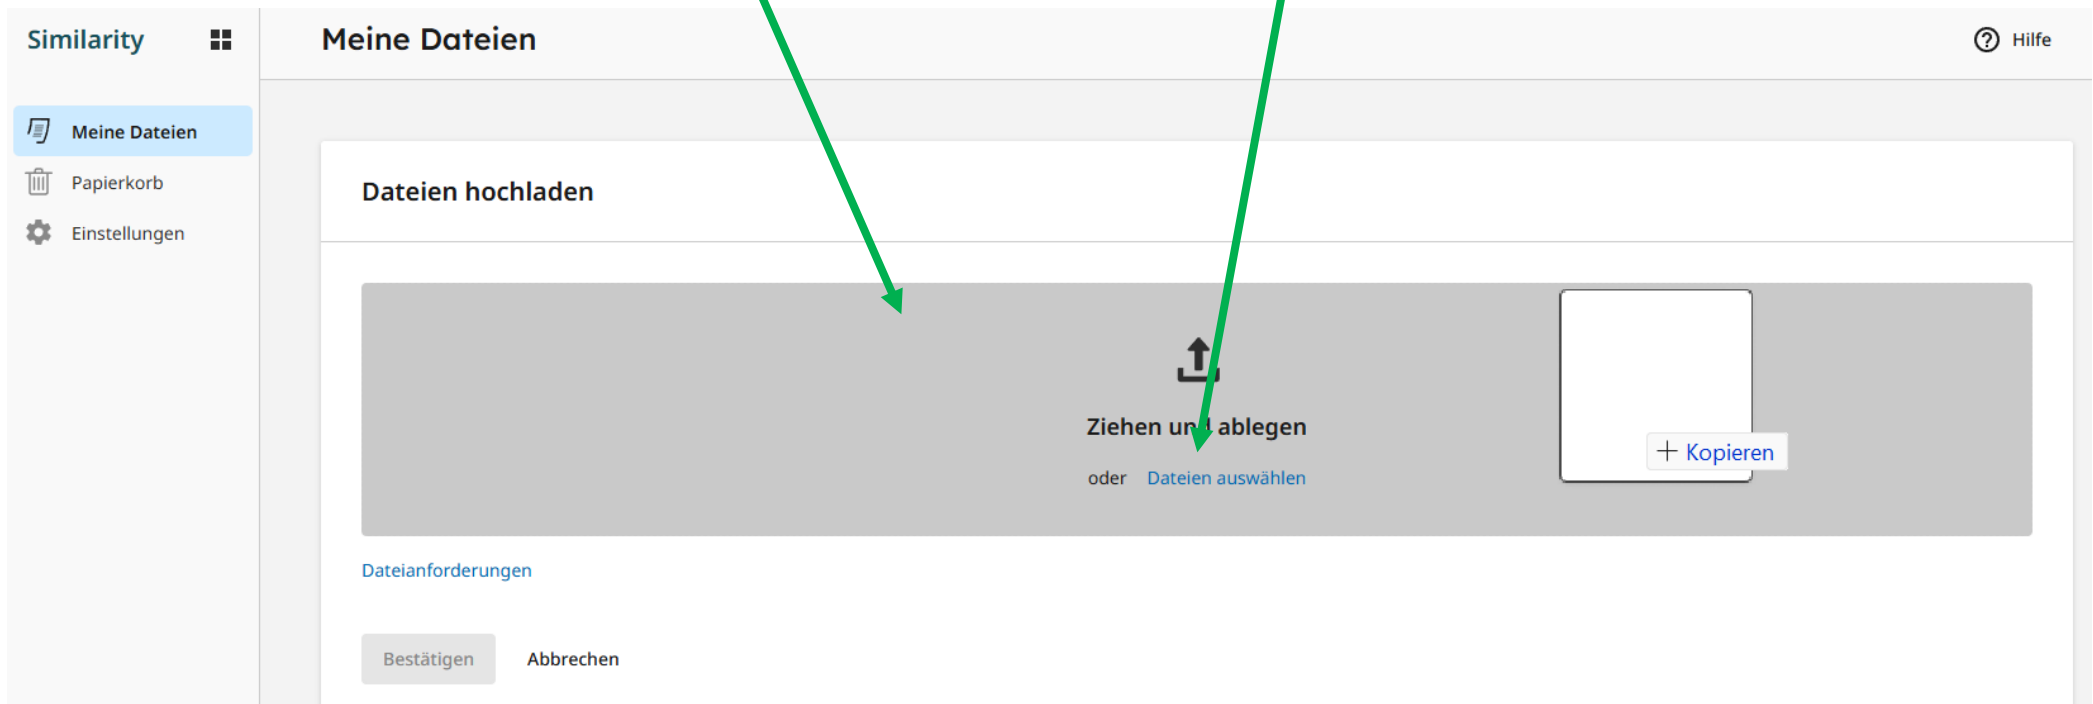 Similarity
Meine Dateien
Hilfe
Meine Dateien
Papierkorb
Einstellungen
Dateien hochladen
Ziehen und ablegen
oder Dateien auswählen
+ Kopieren
Dateianforderungen
Bestätigen Abbrechen